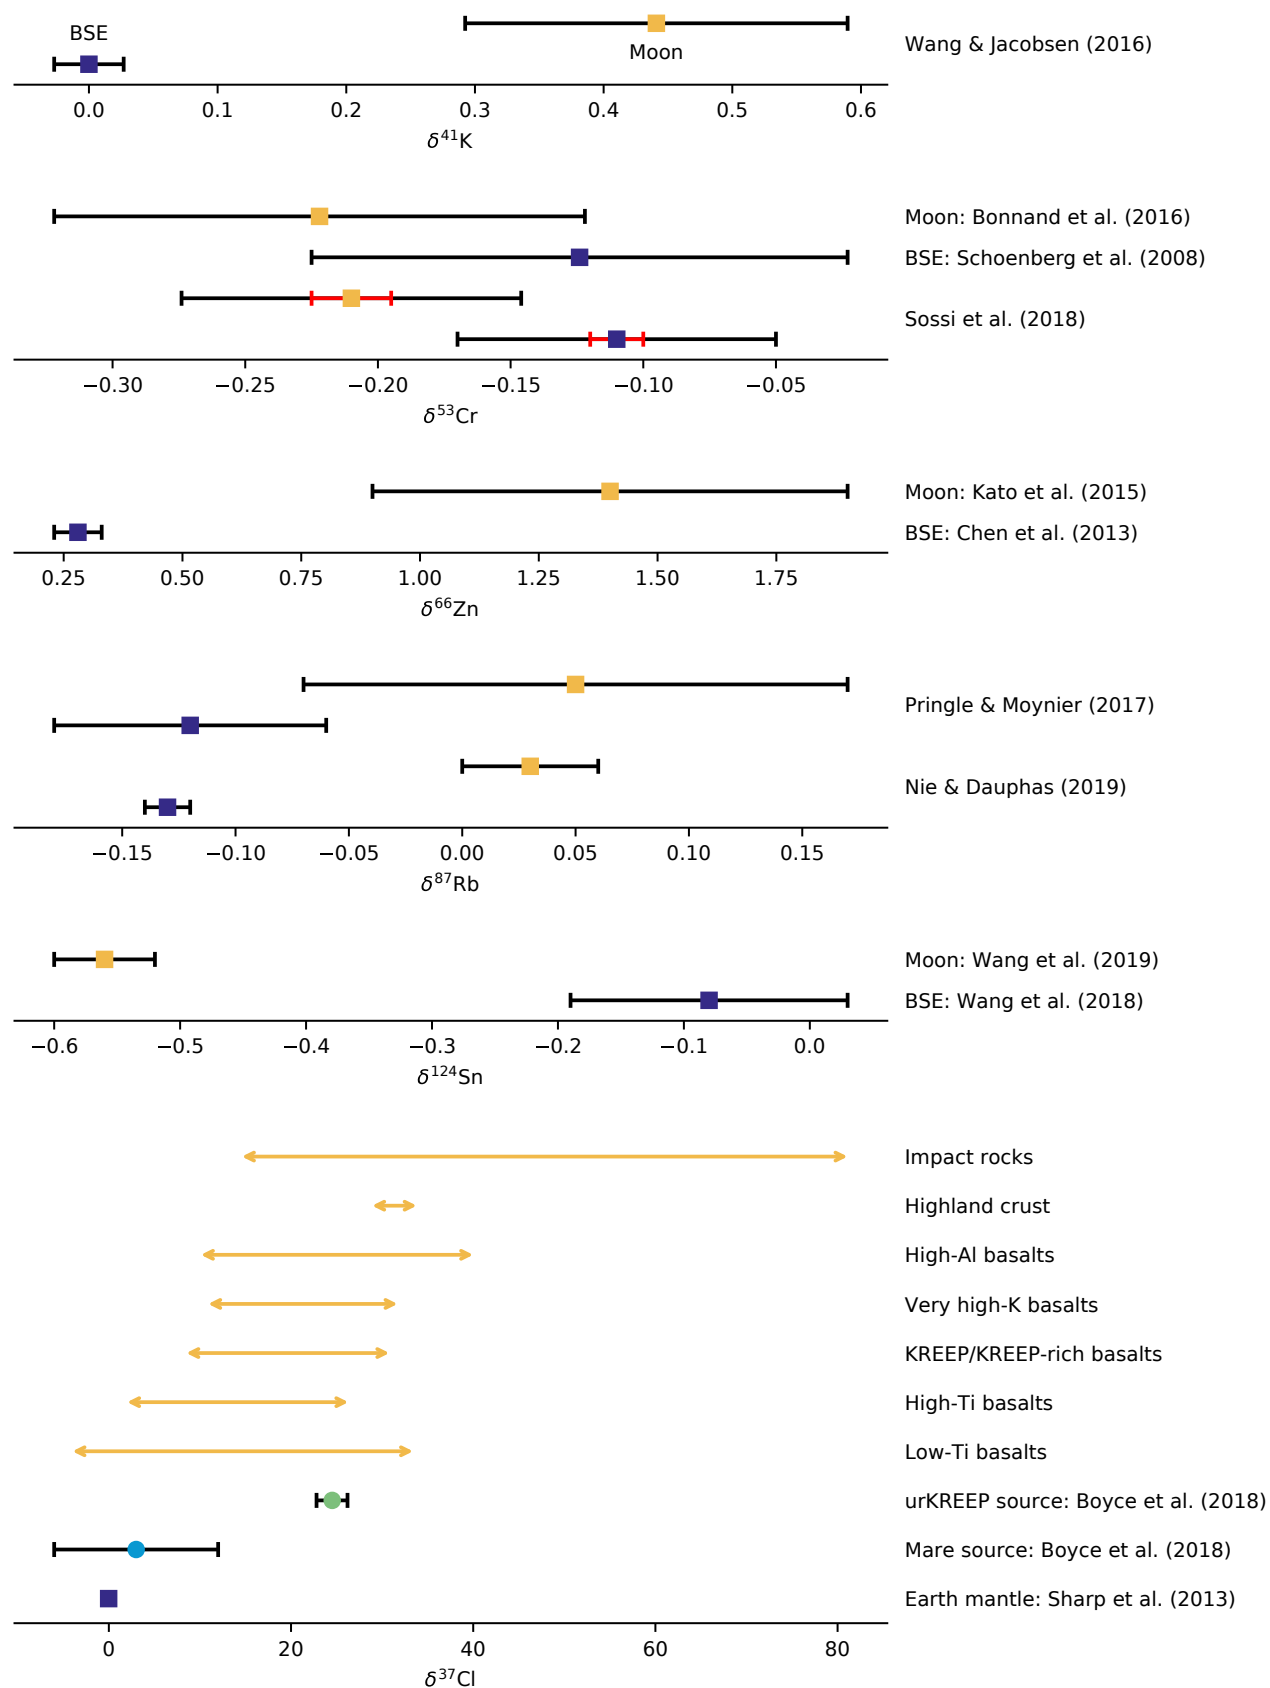 BSE
Moon
Wang & Jacobsen (2016)
0.0 0.1 0.2 0.3 0.4 0.5 0.6
δ⁴¹K
Moon: Bonnand et al. (2016)
BSE: Schoenberg et al. (2008)
Sossi et al. (2018)
−0.30 −0.25 −0.20 −0.15 −0.10 −0.05
δ⁵³Cr
Moon: Kato et al. (2015)
BSE: Chen et al. (2013)
0.25 0.50 0.75 1.00 1.25 1.50 1.75
δ⁶⁶Zn
Pringle & Moynier (2017)
Nie & Dauphas (2019)
−0.15 −0.10 −0.05 0.00 0.05 0.10 0.15
δ⁸⁷Rb
Moon: Wang et al. (2019)
BSE: Wang et al. (2018)
−0.6 −0.5 −0.4 −0.3 −0.2 −0.1 0.0
δ¹²⁴Sn
Impact rocks
Highland crust
High-Al basalts
Very high-K basalts
KREEP/KREEP-rich basalts
High-Ti basalts
Low-Ti basalts
urKREEP source: Boyce et al. (2018)
Mare source: Boyce et al. (2018)
Earth mantle: Sharp et al. (2013)
0 20 40 60 80
δ³⁷Cl